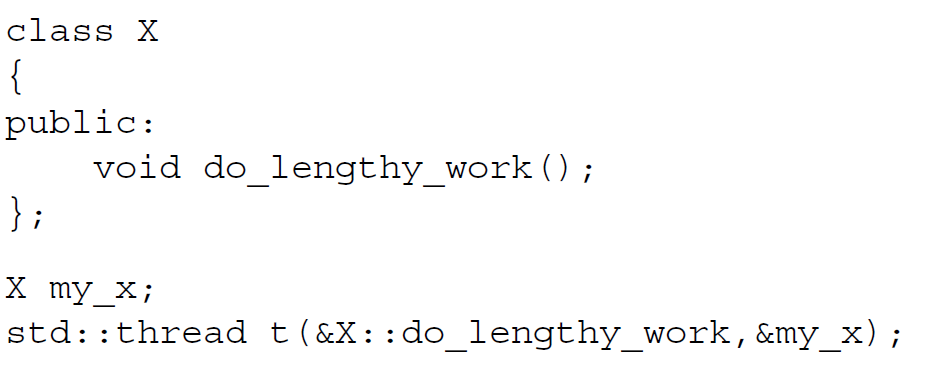 class X
{
public:
    void do_lengthy_work();
};
X my_x;
std::thread t(&X::do_lengthy_work,&my_x);